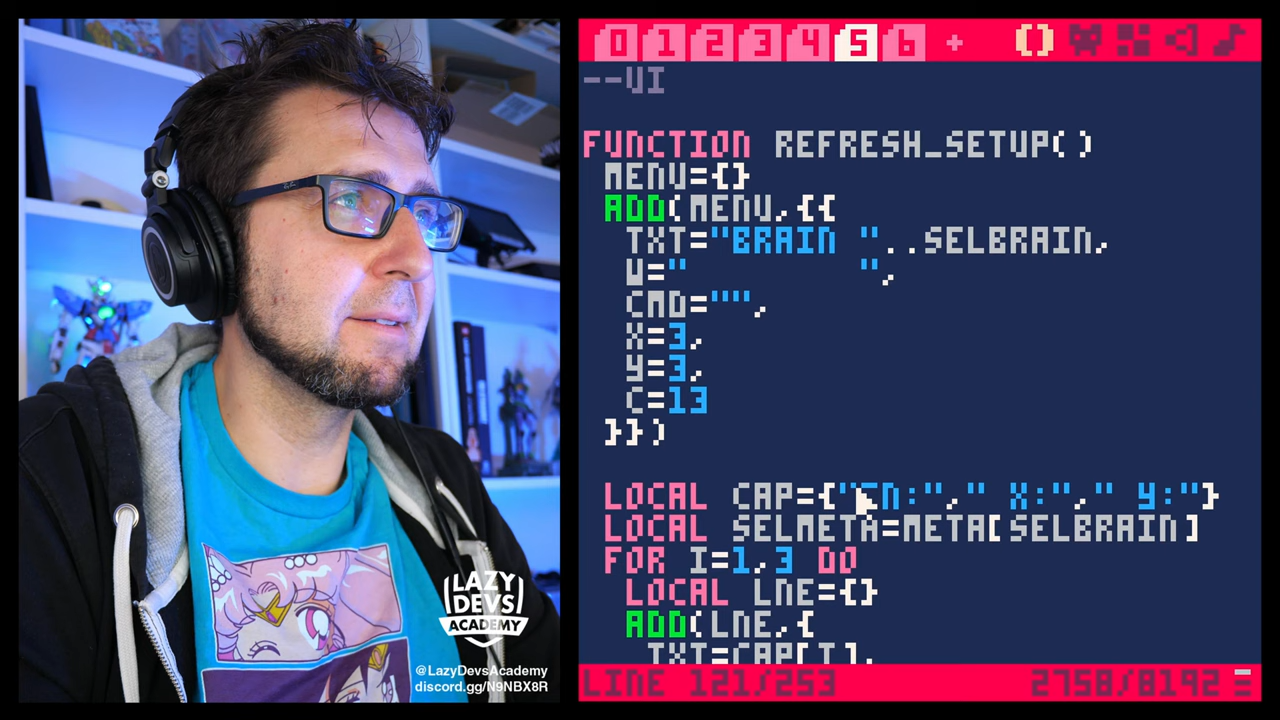 0 1 2 3 4 5 6 +
--UI
FUNCTION REFRESH_SETUP()
MENU={}
ADD(MENU,{{
TXT="BRAIN "..SELBRAIN,
W="        ",
CMD="",
X=3,
Y=3,
C=13
}})
LOCAL CAP={" EN:"," X:"," Y:"}
LOCAL SELMETA=META[SELBRAIN]
FOR I=1,3 DO
LOCAL LNE={}
ADD(LNE,{
TXT=CAP[I],
LINE 121/253
2758/8192
LAZY
DEVS
ACADEMY
@LazyDevsAcademy
discord.gg/N9NBX8R